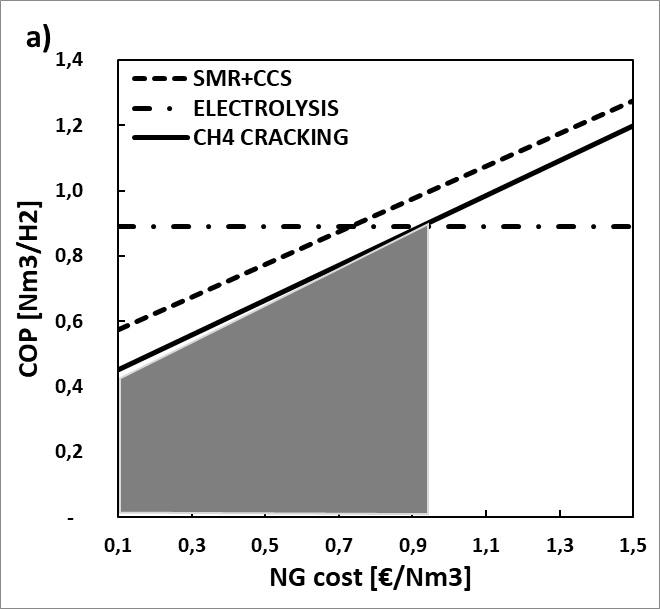 a)
1,4
1,2
1,0
0,8
0,6
0,4
0,2
-
COP [Nm3/H2]
SMR+CCS
ELECTROLYSIS
CH4 CRACKING
0,1 0,3 0,5 0,7 0,9 1,1 1,3 1,5
NG cost [€/Nm3]